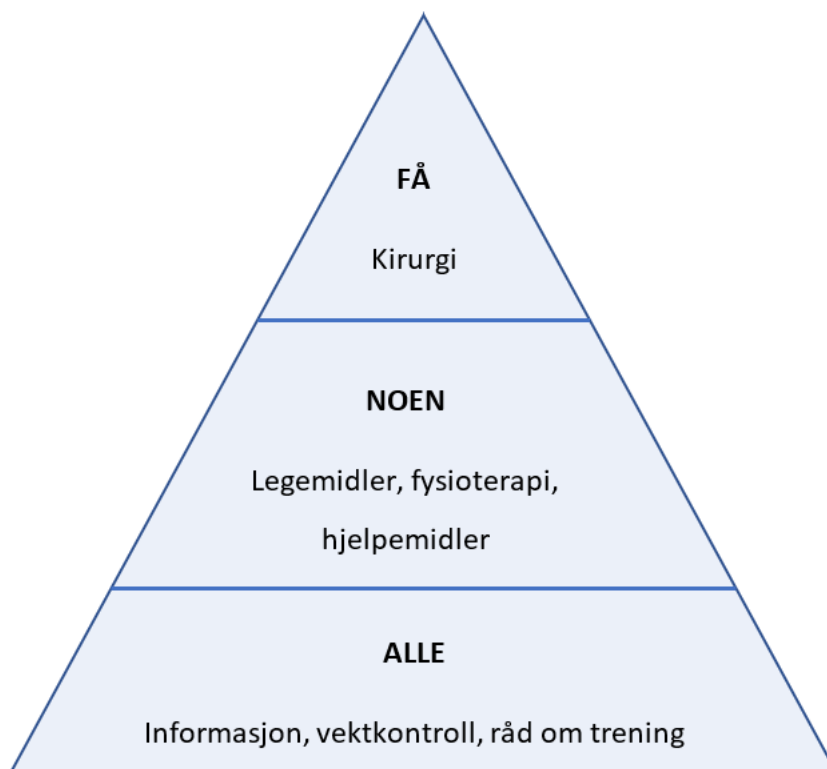 FÅ
Kirurgi
NOEN
Legemidler, fysioterapi,
hjelpemidler
ALLE
Informasjon, vektkontroll, råd om trening